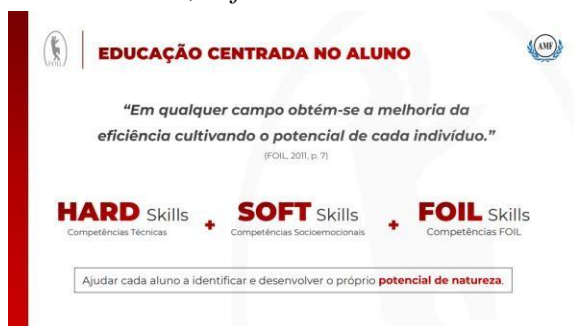 EDUCAÇÃO CENTRADA NO ALUNO
AMF
FOIL
“Em qualquer campo obtém-se a melhoria da
eficiência cultivando o potencial de cada indivíduo.”
(FOIL, 2011, p. 7)
HARD Skills + SOFT Skills + FOIL Skills
Competências Técnicas Competências Socioemocionais Competências FOIL
Ajudar cada aluno a identificar e desenvolver o próprio potencial de natureza.